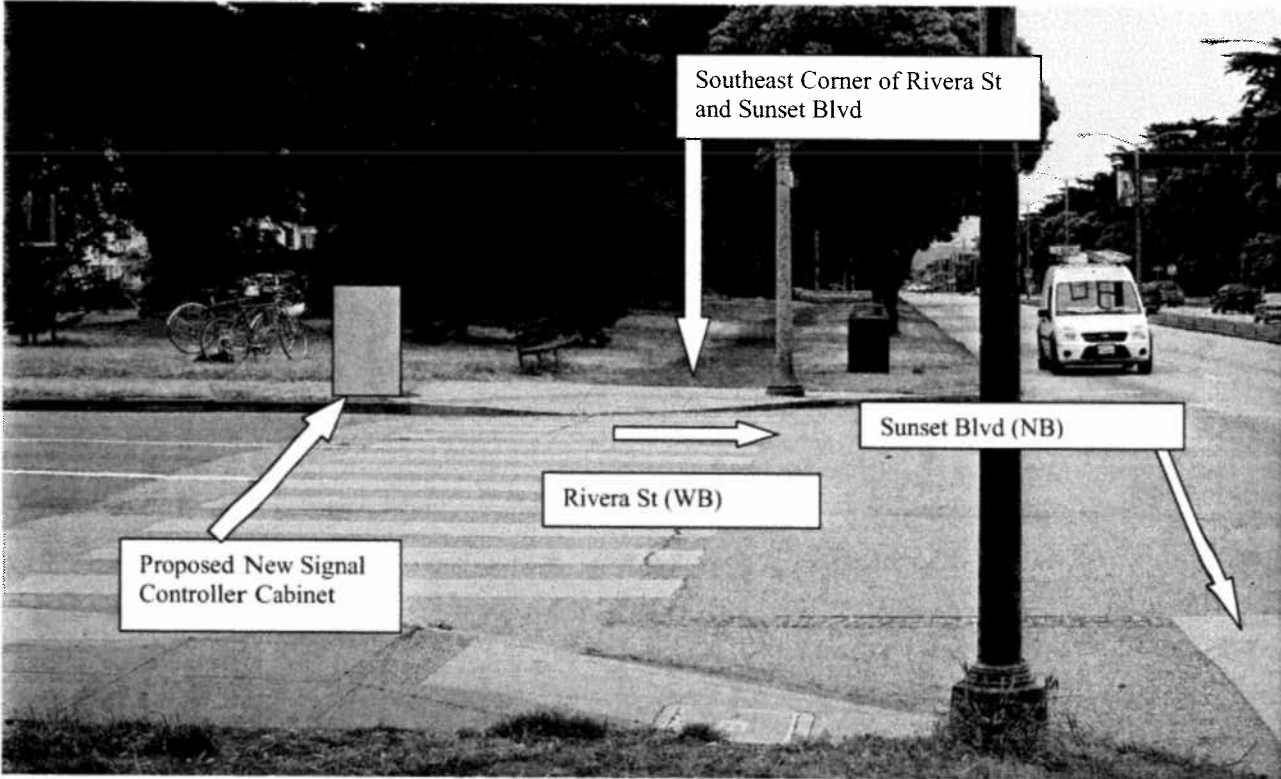 Southeast Corner of Rivera St
and Sunset Blvd
Sunset Blvd (NB)
Rivera St (WB)
Proposed New Signal
Controller Cabinet